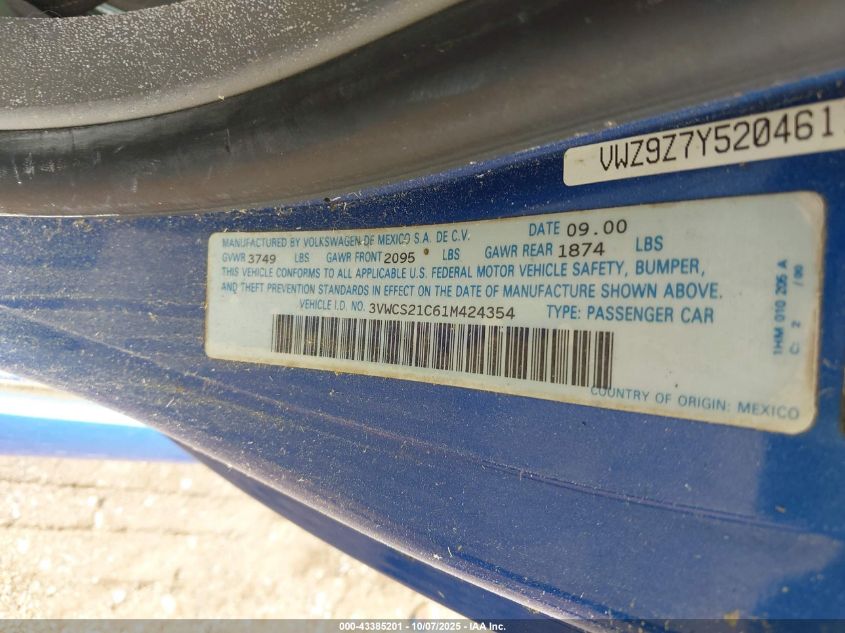 VWZ9Z7Y520461
MANUFACTURED BY VOLKSWAGEN DF MEXICO S.A. DE C.V. DATE 09.00
GVWR 3749 LBS GAWR FRONT 2095 LBS GAWR REAR 1874 LBS
THIS VEHICLE CONFORMS TO ALL APPLICABLE U.S. FEDERAL MOTOR VEHICLE SAFETY, BUMPER,
AND THEFT PREVENTION STANDARDS IN EFFECT ON THE DATE OF MANUFACTURE SHOWN ABOVE.
VEHICLE I.D. NO. 3VWCS21C61M424354 TYPE: PASSENGER CAR
COUNTRY OF ORIGIN: MEXICO
1HM 010 205 A
C: 2 / 00
000-43385201 - 10/07/2025 - IAA Inc.